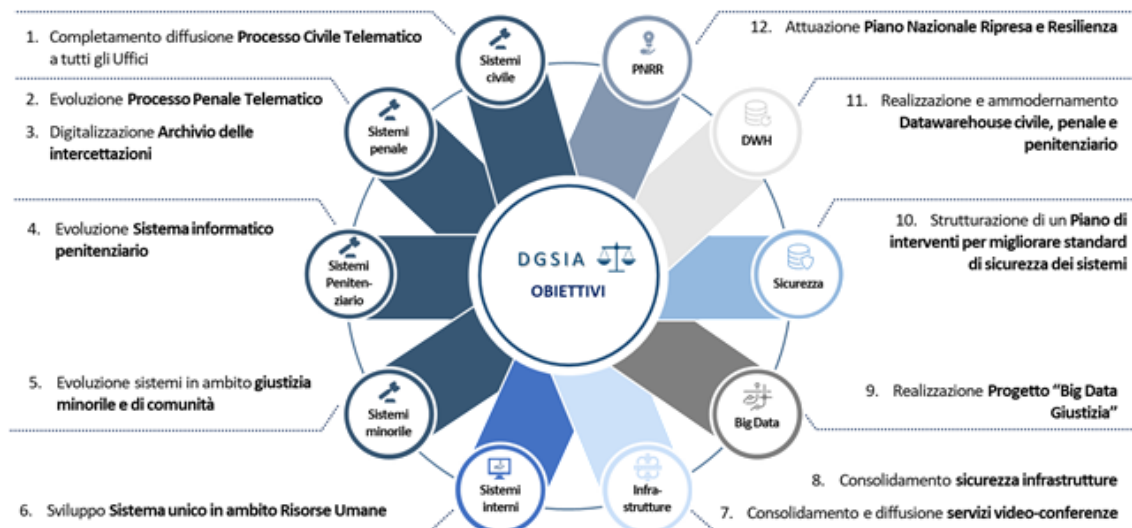 1. Completamento diffusione Processo Civile Telematico
a tutti gli Uffici
2. Evoluzione Processo Penale Telematico
3. Digitalizzazione Archivio delle
intercettazioni
4. Evoluzione Sistema informatico
penitenziario
5. Evoluzione sistemi in ambito giustizia
minorile e di comunità
6. Sviluppo Sistema unico in ambito Risorse Umane
Sistemi
civile
Sistemi
penale
Sistemi
Peniten-
ziario
Sistemi
minorile
Sistemi
interni
DGSIA
OBIETTIVI
PNRR
DWH
Sicurezza
Big Data
Infra-
strutture
12. Attuazione Piano Nazionale Ripresa e Resilienza
11. Realizzazione e ammodernamento
Datawarehouse civile, penale e
penitenziario
10. Strutturazione di un Piano di
interventi per migliorare standard
di sicurezza dei sistemi
9. Realizzazione Progetto “Big Data
Giustizia”
8. Consolidamento sicurezza infrastrutture
7. Consolidamento e diffusione servizi video-conferenze